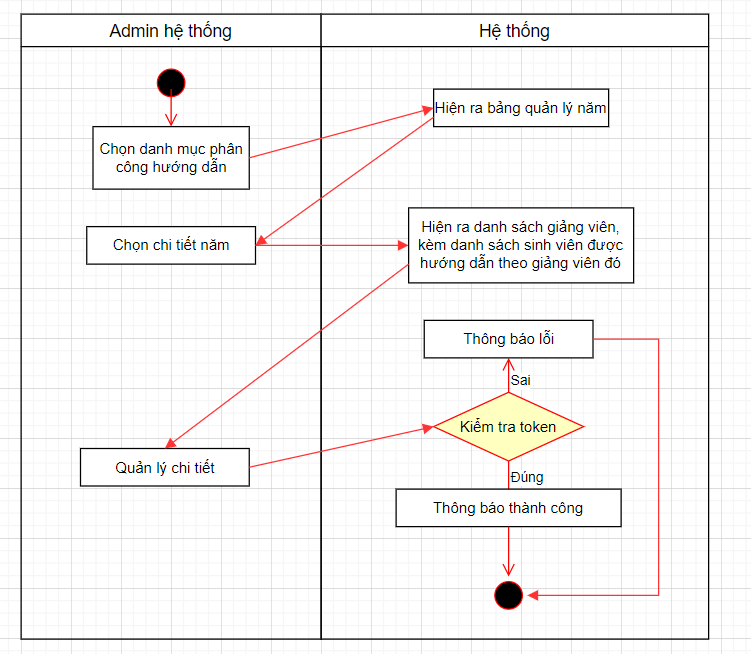 Admin hệ thống
Hệ thống
Chọn danh mục phân
công hướng dẫn
Hiện ra bảng quản lý năm
Chọn chi tiết năm
Hiện ra danh sách giảng viên,
kèm danh sách sinh viên được
hướng dẫn theo giảng viên đó
Thông báo lỗi
Sai
Kiểm tra token
Quản lý chi tiết
Đúng
Thông báo thành công